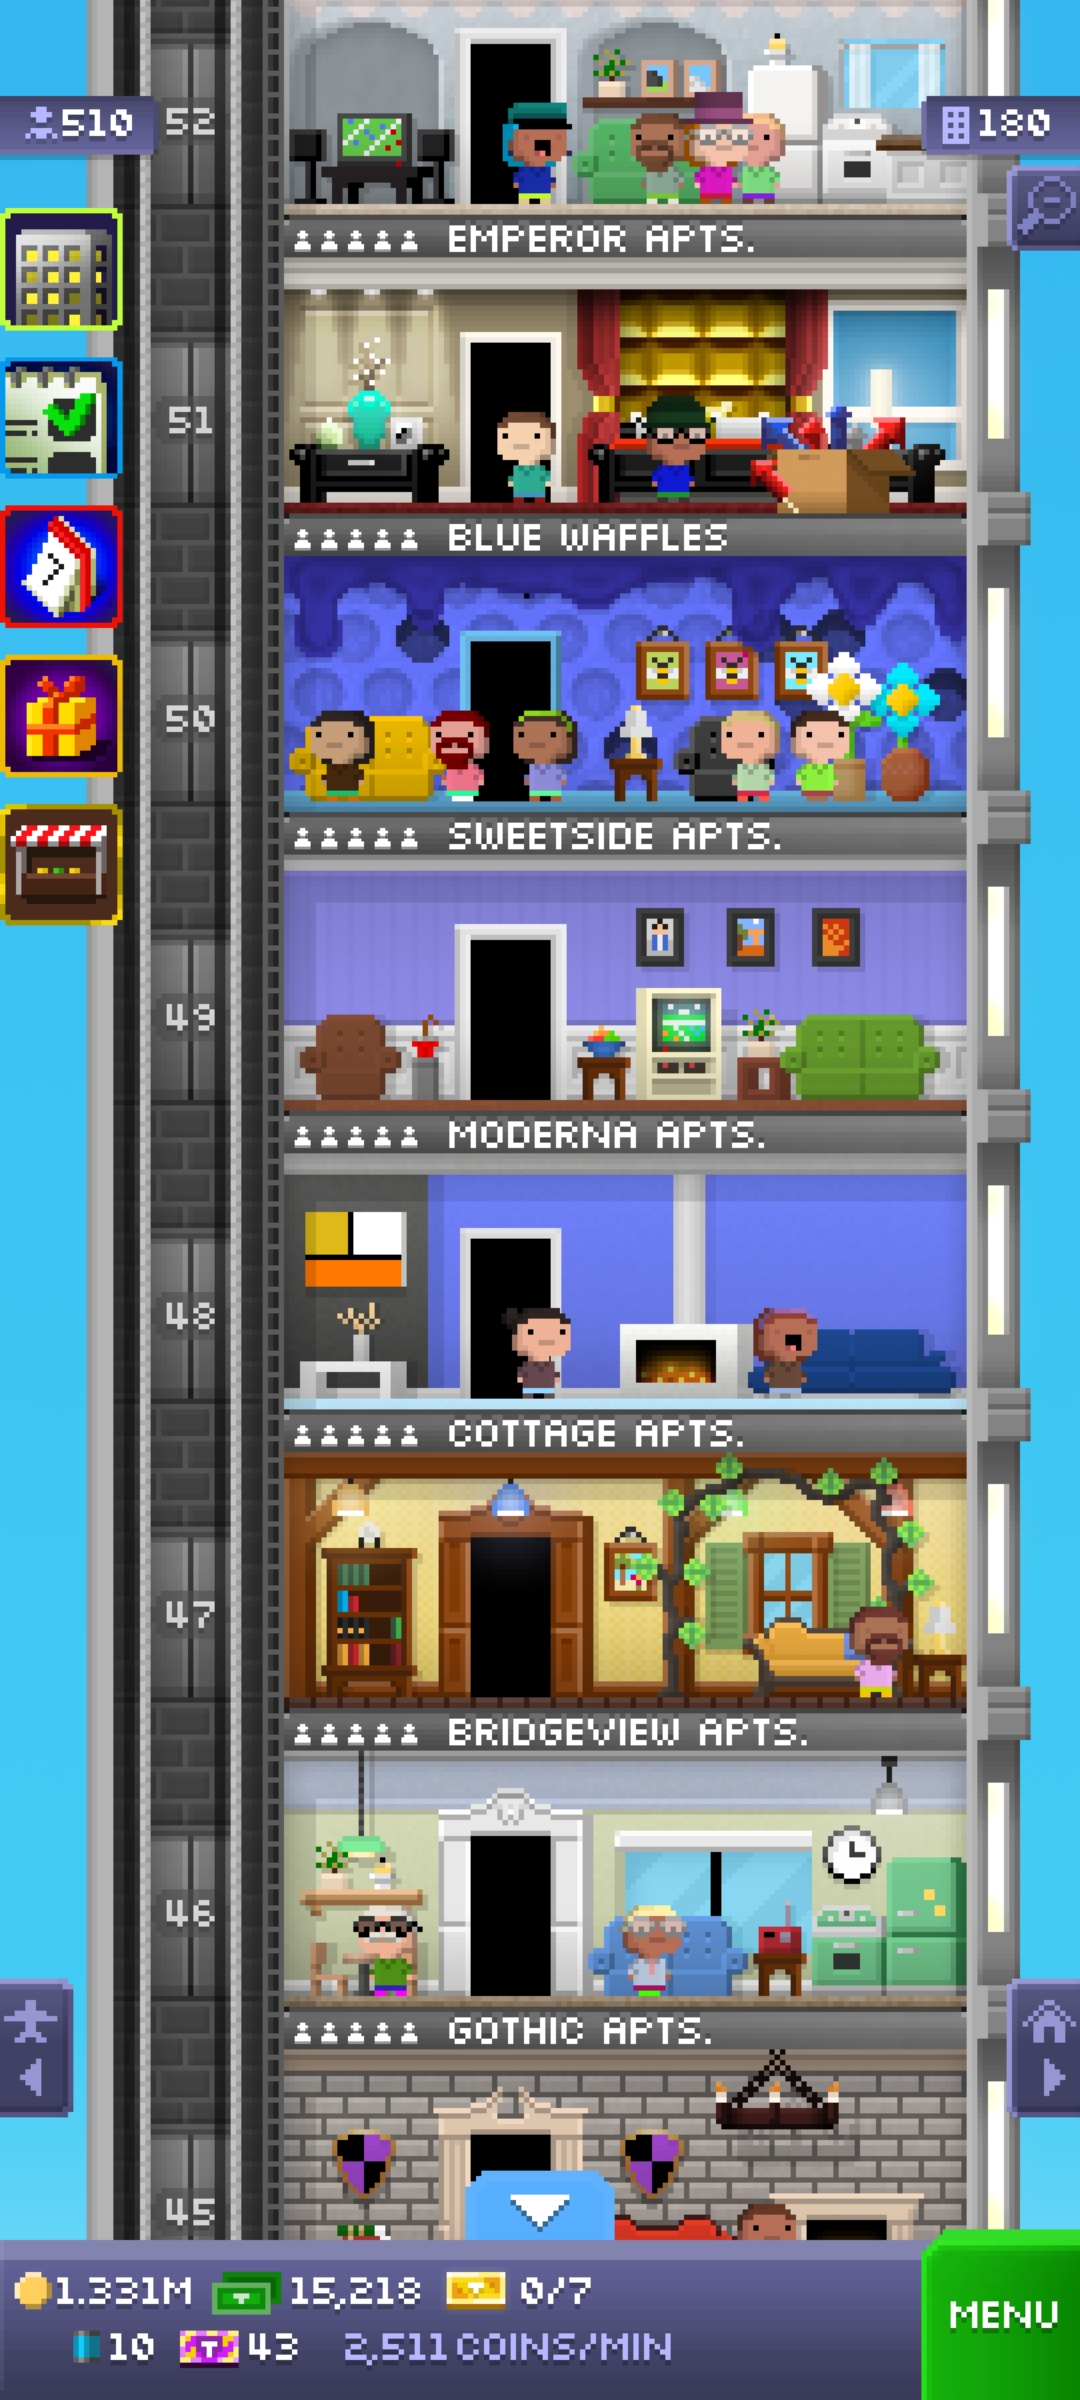 510
52
180
EMPEROR APTS.
51
BLUE WAFFLES
50
SWEETSIDE APTS.
49
MODERNA APTS.
48
COTTAGE APTS.
47
BRIDGEVIEW APTS.
46
GOTHIC APTS.
45
1.331M 15,218 0/7
10 T 43 2,511 COINS/MIN
MENU